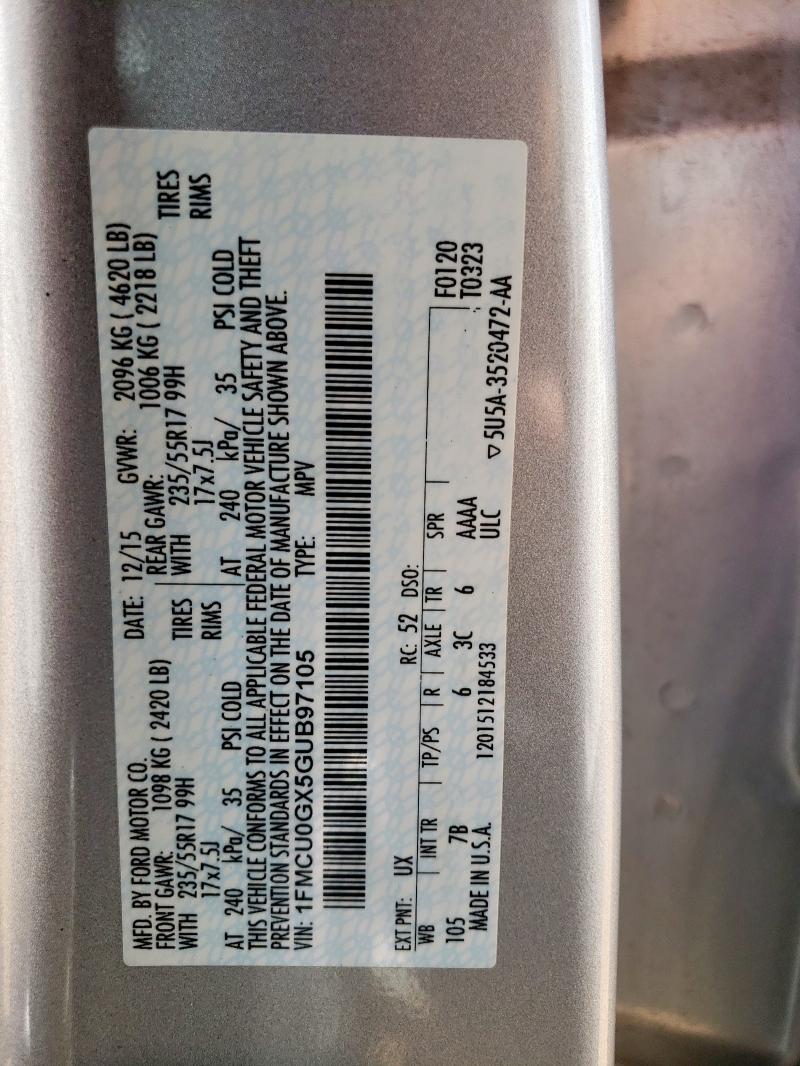 MFD. BY FORD MOTOR CO.
DATE: 12/15 GVWR: 2096 KG ( 4620 LB)
FRONT GAWR: 1098 KG ( 2420 LB) REAR GAWR: 1006 KG ( 2218 LB)
WITH 235/55R17 99H TIRES WITH 235/55R17 99H TIRES
17x7.5J RIMS 17x7.5J RIMS
AT 240 kPa/ 35 PSI COLD AT 240 kPa/ 35 PSI COLD
THIS VEHICLE CONFORMS TO ALL APPLICABLE FEDERAL MOTOR VEHICLE SAFETY AND THEFT
PREVENTION STANDARDS IN EFFECT ON THE DATE OF MANUFACTURE SHOWN ABOVE.
VIN: 1FMCU0GX5GUB97105 TYPE: MPV
EXT PNT: UX RC: 52 DSO:
WB INT TR TP/PS R AXLE TR SPR F0120
105 7B 6 3C 6 AAAA T0323
MADE IN U.S.A. 1201512184533 ULC ▽5U5A-3520472-AA